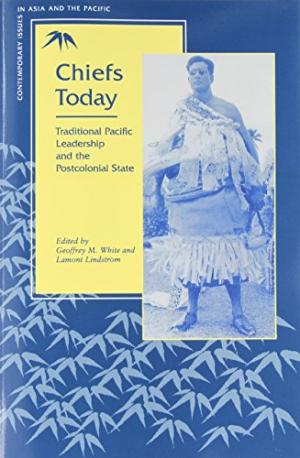 CONTEMPORARY ISSUES IN ASIA AND THE PACIFIC
Chiefs
Today
Traditional Pacific
Leadership
and the
Postcolonial State
Edited by
Geoffrey M. White and
Lamont Lindstrom